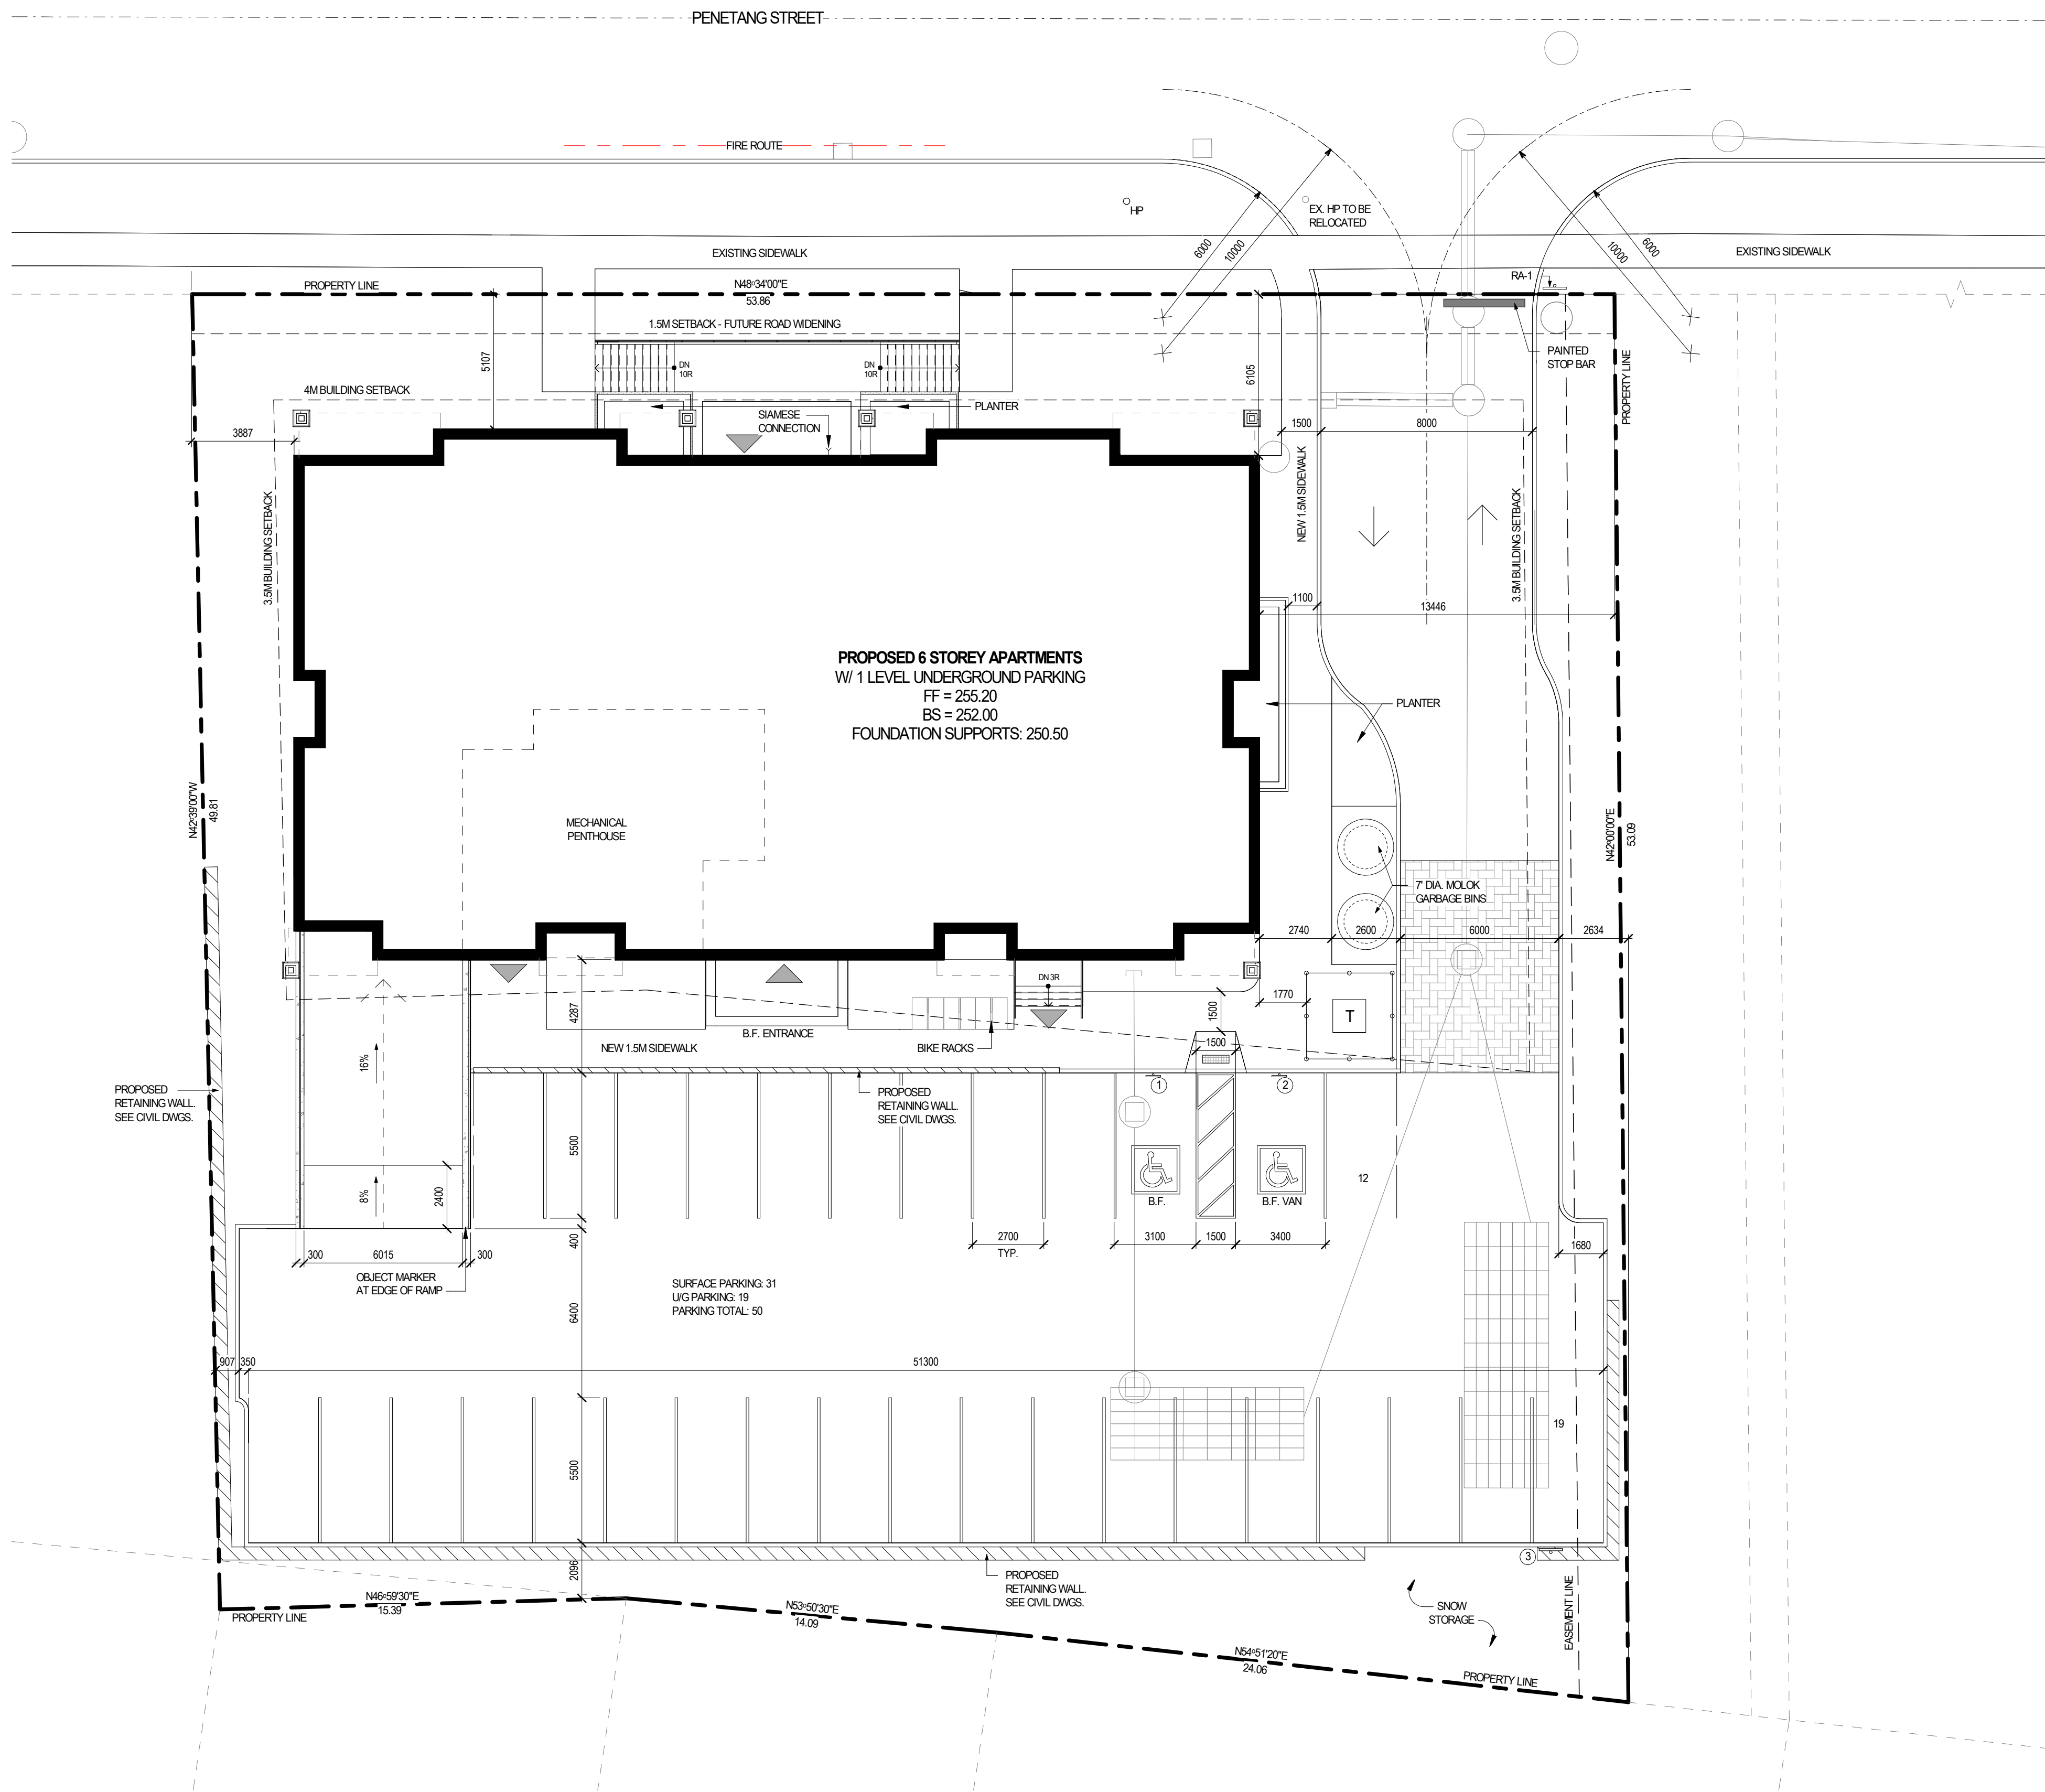 PENETANG STREET
FIRE ROUTE
HP
EX. HP TO BE
RELOCATED
6000
10000
10000
6000
EXISTING SIDEWALK
EXISTING SIDEWALK
RA-1
PROPERTY LINE
N48°34'00"E
53.86
1.5M SETBACK - FUTURE ROAD WIDENING
5107
6105
DN
10R
DN
10R
PAINTED
STOP BAR
PROPERTY LINE
4M BUILDING SETBACK
SIAMESE
CONNECTION
PLANTER
3887
1500
8000
NEW 1.5M SIDEWALK
3.5M BUILDING SETBACK
3.5M BUILDING SETBACK
1100
13446
PROPOSED 6 STOREY APARTMENTS
W/ 1 LEVEL UNDERGROUND PARKING
FF = 255.20
BS = 252.00
FOUNDATION SUPPORTS: 250.50
PLANTER
N42°39'00"W
49.81
MECHANICAL
PENTHOUSE
N42°00'00"E
53.09
7' DIA. MOLOK
GARBAGE BINS
2740
2600
6000
2634
DN 3R
4287
B.F. ENTRANCE
1770
1500
T
NEW 1.5M SIDEWALK
BIKE RACKS
1500
16%
PROPOSED
RETAINING WALL.
SEE CIVIL DWGS.
PROPOSED
RETAINING WALL.
SEE CIVIL DWGS.
1
2
5500
8%
2400
B.F.
B.F. VAN
12
400
2700
TYP.
3100
1500
3400
1680
300
6015
300
OBJECT MARKER
AT EDGE OF RAMP
SURFACE PARKING: 31
U/G PARKING: 19
PARKING TOTAL: 50
6400
907
350
51300
19
5500
3
2096
PROPOSED
RETAINING WALL.
SEE CIVIL DWGS.
N46°59'30"E
15.39
PROPERTY LINE
N53°50'30"E
14.09
SNOW
STORAGE
EASEMENT LINE
N54°51'20"E
24.06
PROPERTY LINE